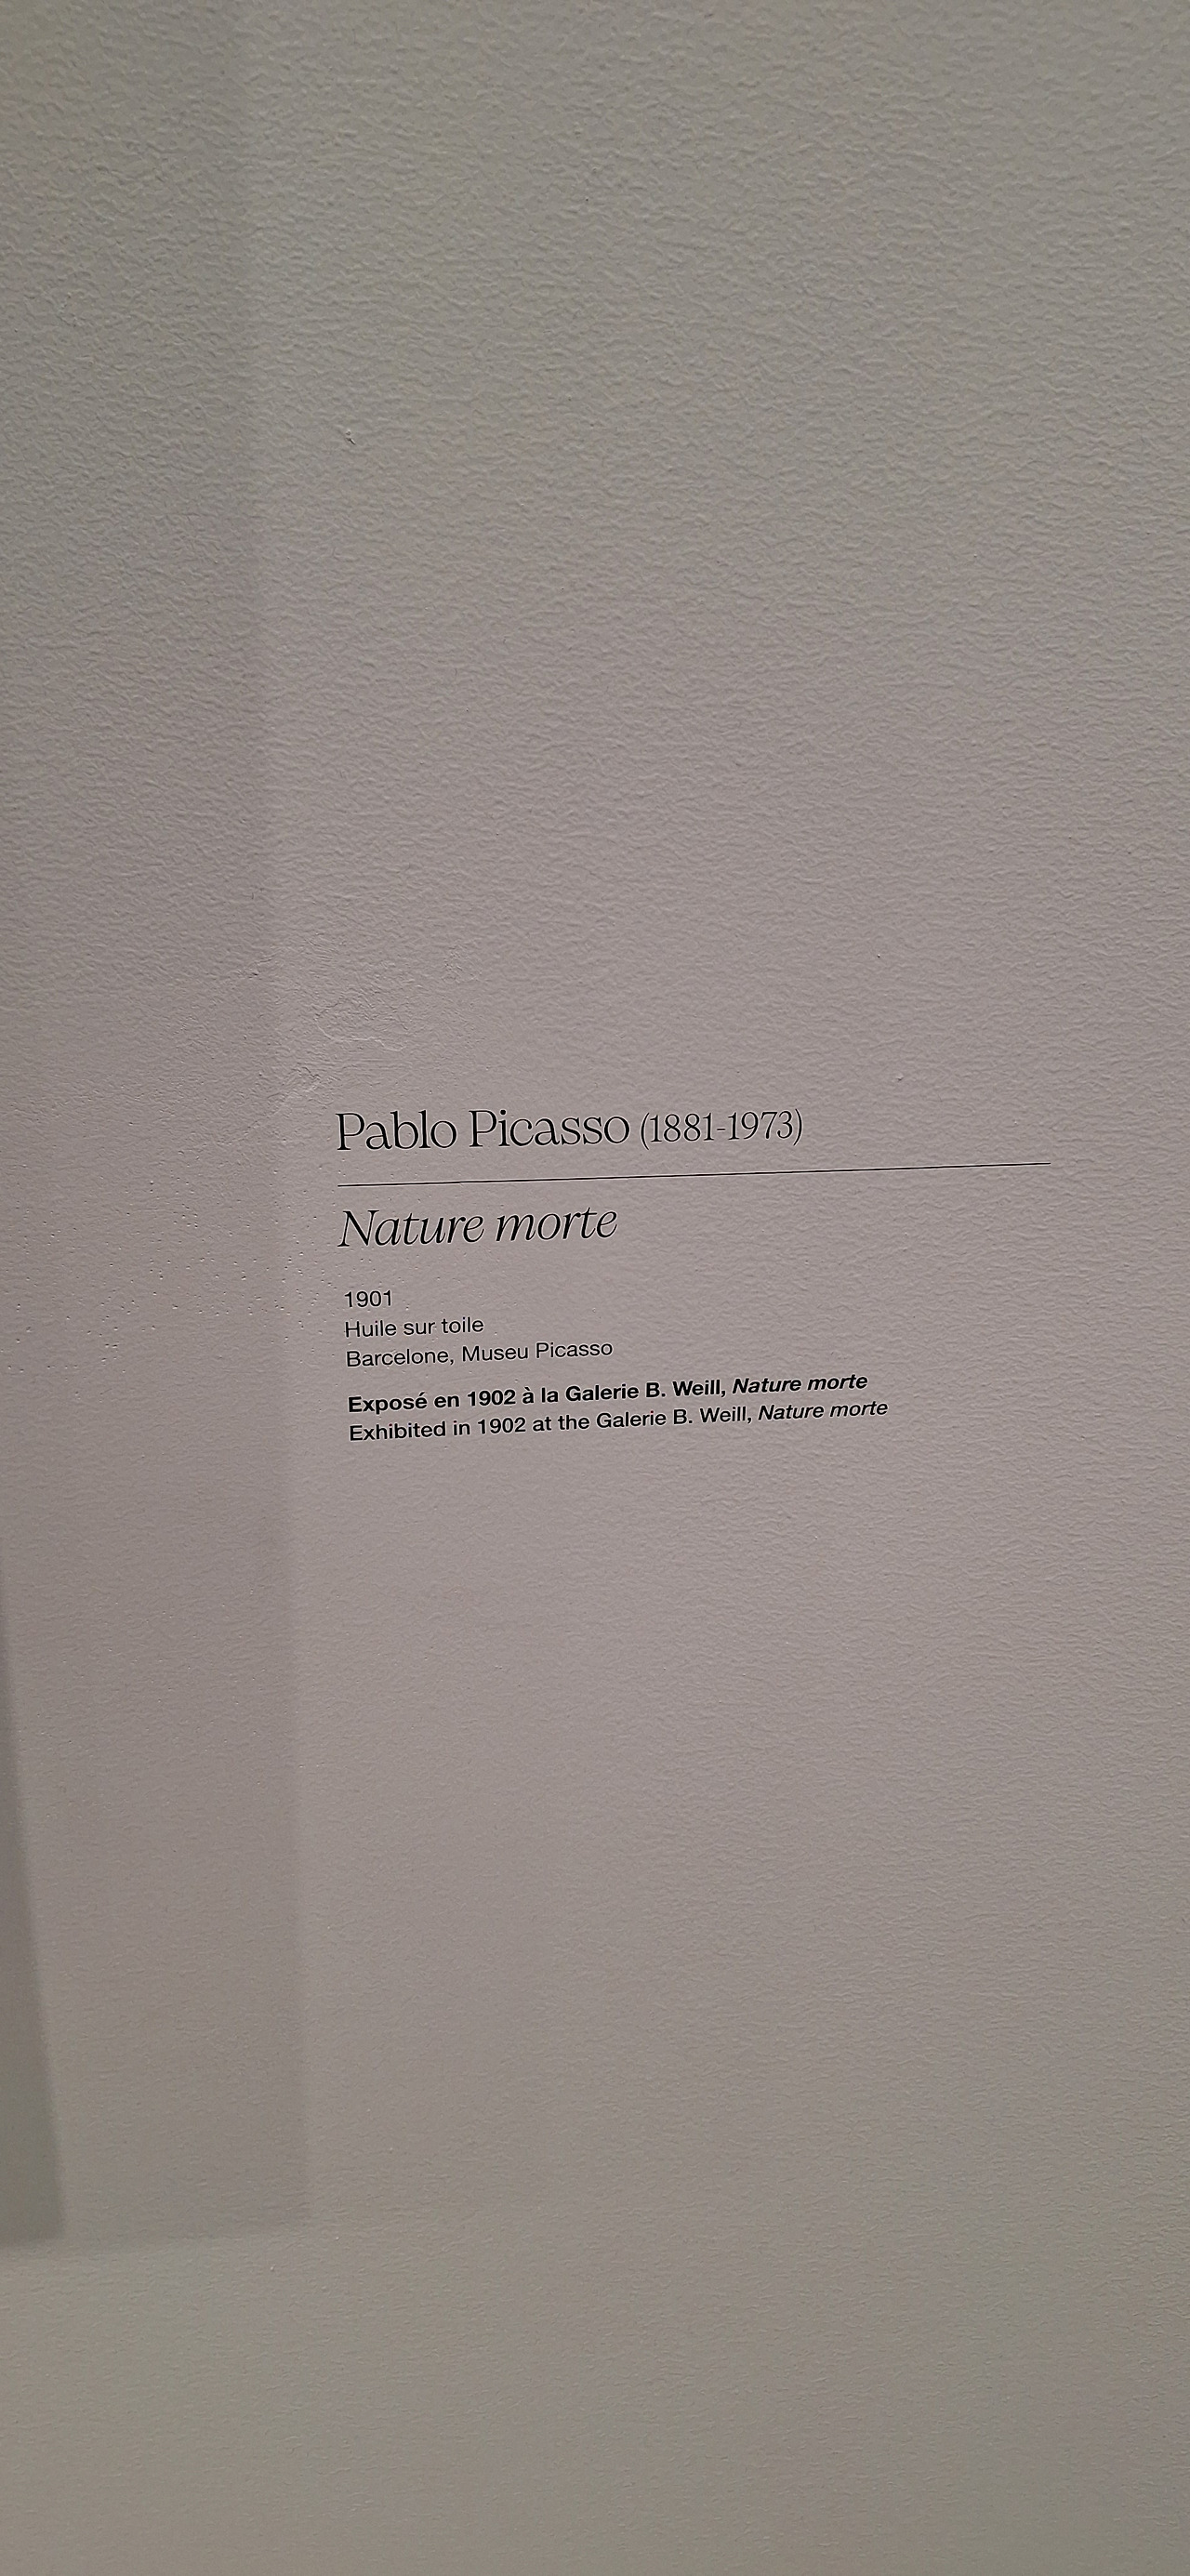 Pablo Picasso (1881-1973)
Nature morte
1901
Huile sur toile
Barcelone, Museu Picasso
Exposé en 1902 à la Galerie B. Weill, Nature morte
Exhibited in 1902 at the Galerie B. Weill, Nature morte